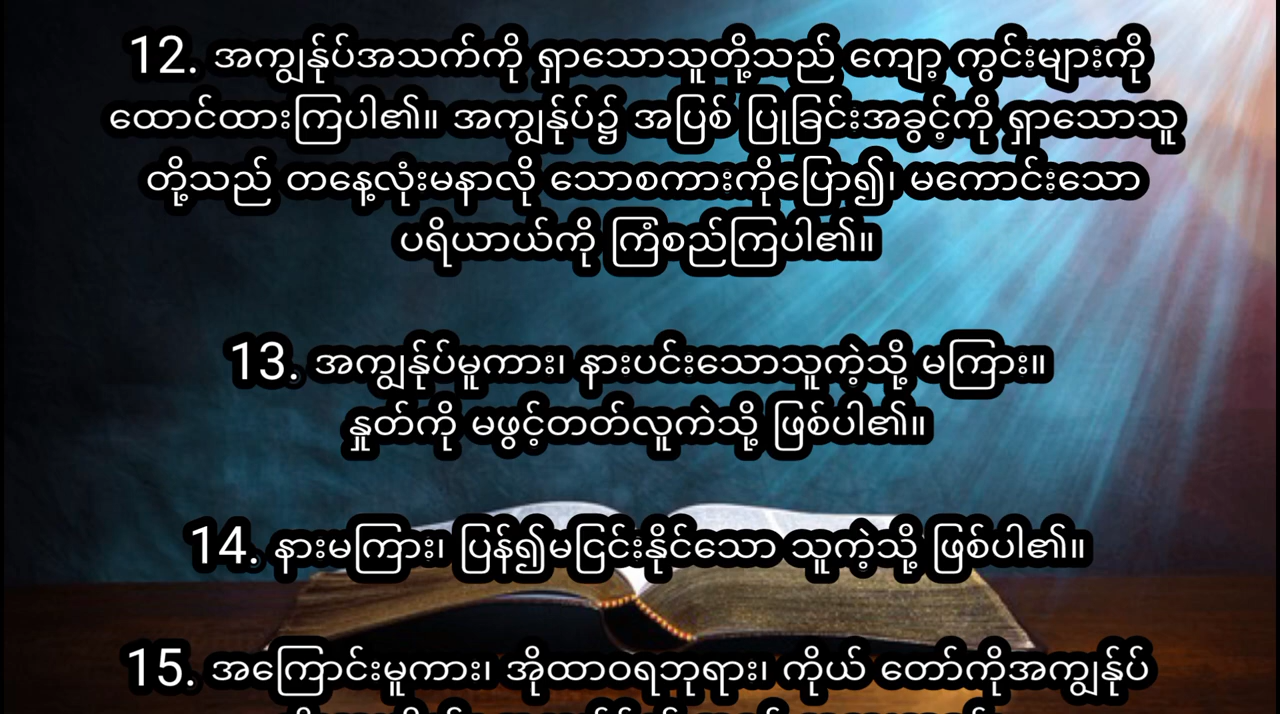 12. အကျွန်ုပ်အသက်ကို ရှာသောသူတို့သည် ကျော့ ကွင်းများကို
ထောင်ထားကြပါ၏။ အကျွန်ုပ်၌ အပြစ် ပြုခြင်းအခွင့်ကို ရှာသောသူ
တို့သည် တနေ့လုံးမနာလို သောစကားကိုပြော၍၊ မကောင်းသော
ပရိယာယ်ကို ကြံစည်ကြပါ၏။
13. အကျွန်ုပ်မူကား၊ နားပင်းသောသူကဲ့သို့ မကြား။
နှုတ်ကို မဖွင့်တတ်လူကဲသို့ ဖြစ်ပါ၏။
14. နားမကြား၊ ပြန်၍မငြင်းနိုင်သော သူကဲ့သို့ ဖြစ်ပါ၏။
15. အကြောင်းမူကား၊ အိုထာဝရဘုရား၊ ကိုယ် တော်ကိုအကျွန်ုပ်